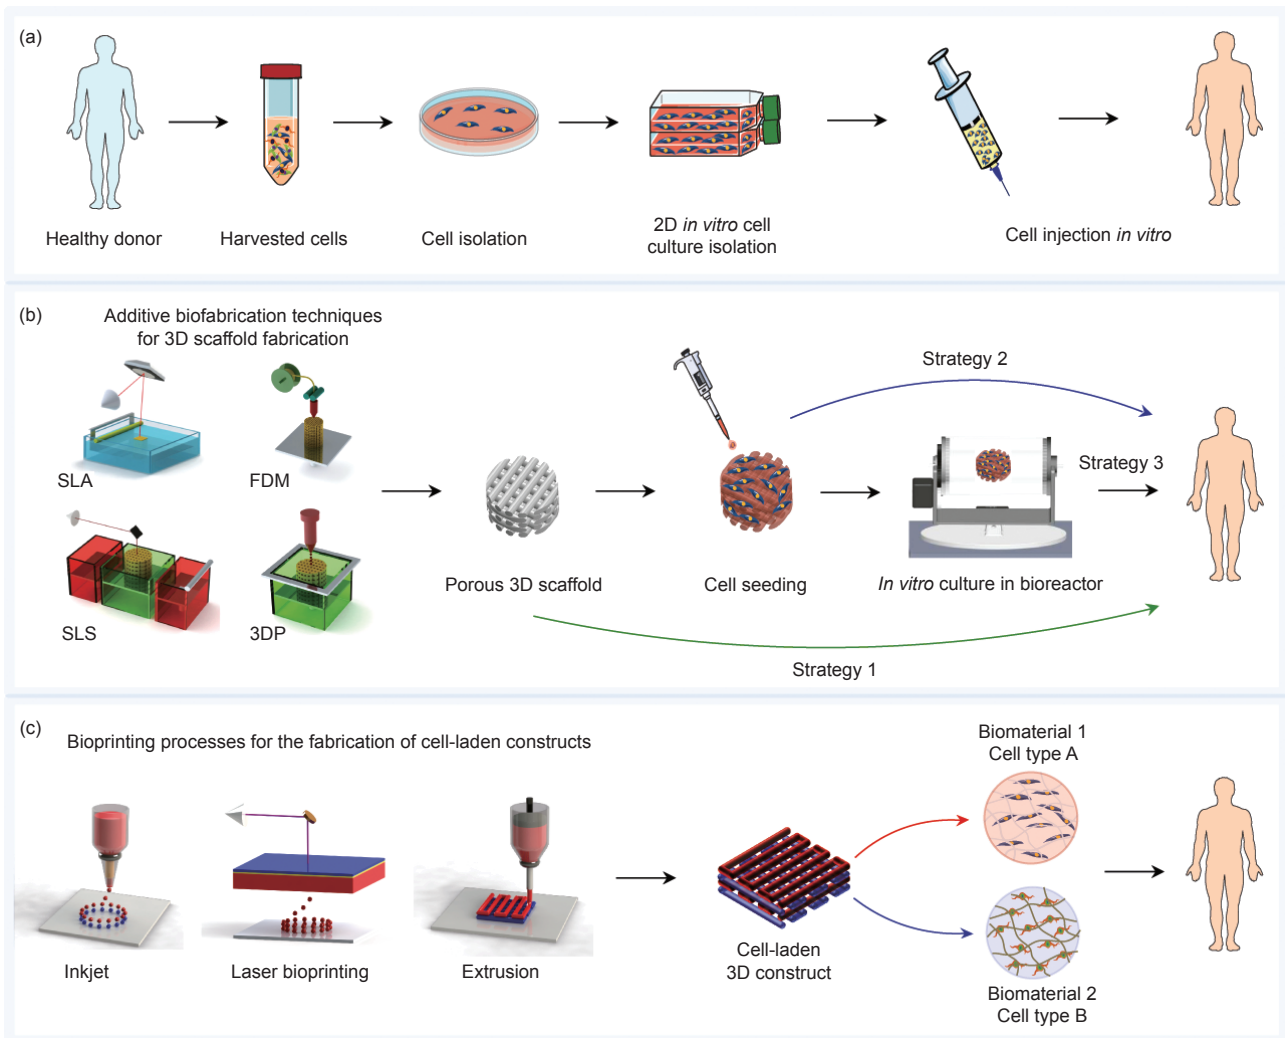 (a)
Healthy donor
Harvested cells
Cell isolation
2D in vitro cell
culture isolation
Cell injection in vitro
(b)
Additive biofabrication techniques
for 3D scaffold fabrication
SLA
FDM
SLS
3DP
Porous 3D scaffold
Cell seeding
In vitro culture in bioreactor
Strategy 2
Strategy 3
Strategy 1
(c)
Bioprinting processes for the fabrication of cell-laden constructs
Inkjet
Laser bioprinting
Extrusion
Cell-laden
3D construct
Biomaterial 1
Cell type A
Biomaterial 2
Cell type B